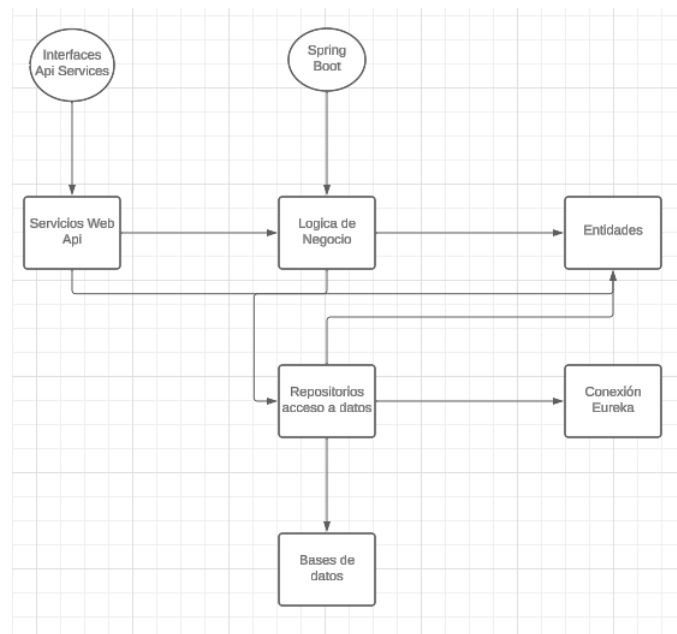 Interfaces
Api Services
Spring
Boot
Servicios Web
Api
Logica de
Negocio
Entidades
Repositorios
acceso a datos
Conexión
Eureka
Bases de
datos